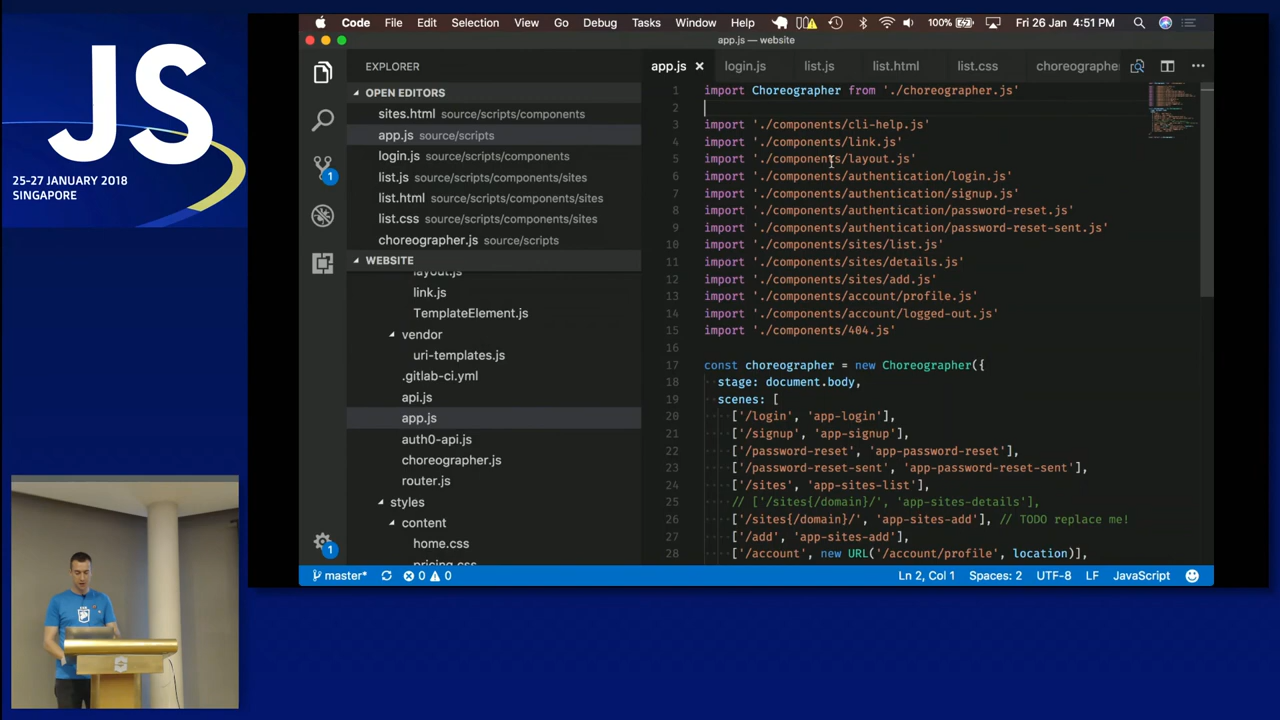 JS
25-27 JANUARY 2018
SINGAPORE
Code File Edit Selection View Go Debug Tasks Window Help 100% Fri 26 Jan 4:51 PM
app.js — website
EXPLORER
OPEN EDITORS
sites.html source/scripts/components
app.js source/scripts
login.js source/scripts/components
list.js source/scripts/components/sites
list.html source/scripts/components/sites
list.css source/scripts/components/sites
choreographer.js source/scripts
WEBSITE
layout.js
link.js
TemplateElement.js
vendor
uri-templates.js
.gitlab-ci.yml
api.js
app.js
auth0-api.js
choreographer.js
router.js
styles
content
home.css
pricing.css
1
1
app.js × login.js list.js list.html list.css choreographe
1 import Choreographer from './choreographer.js'
2
3 import './components/cli-help.js'
4 import './components/link.js'
5 import './components/layout.js'
6 import './components/authentication/login.js'
7 import './components/authentication/signup.js'
8 import './components/authentication/password-reset.js'
9 import './components/authentication/password-reset-sent.js'
10 import './components/sites/list.js'
11 import './components/sites/details.js'
12 import './components/sites/add.js'
13 import './components/account/profile.js'
14 import './components/account/logged-out.js'
15 import './components/404.js'
16
17 const choreographer = new Choreographer({
18 stage: document.body,
19 scenes: [
20 ['/login', 'app-login'],
21 ['/signup', 'app-signup'],
22 ['/password-reset', 'app-password-reset'],
23 ['/password-reset-sent', 'app-password-reset-sent'],
24 ['/sites', 'app-sites-list'],
25 // ['/sites{/domain}/', 'app-sites-details'],
26 ['/sites{/domain}/', 'app-sites-add'], // TODO replace me!
27 ['/add', 'app-sites-add'],
28 ['/account', new URL('/account/profile', location)],
master* 0 0 Ln 2, Col 1 Spaces: 2 UTF-8 LF JavaScript